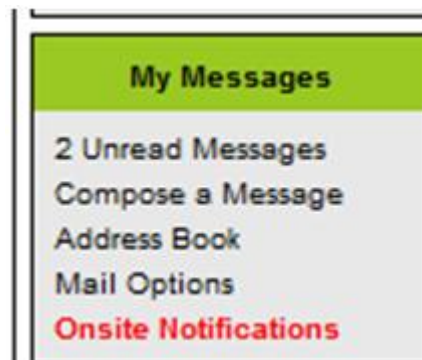 My Messages
2 Unread Messages
Compose a Message
Address Book
Mail Options
Onsite Notifications